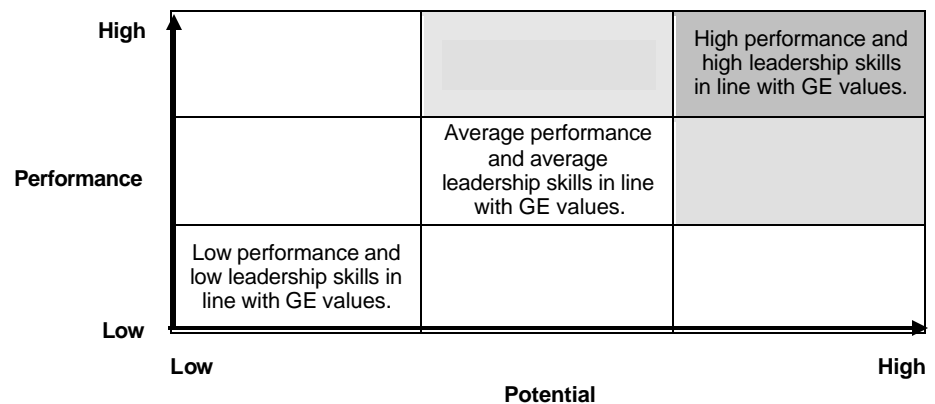 High
High performance and
high leadership skills
in line with GE values.
Performance
Average performance
and average
leadership skills in line
with GE values.
Low performance and
low leadership skills in
line with GE values.
Low
Low
High
Potential